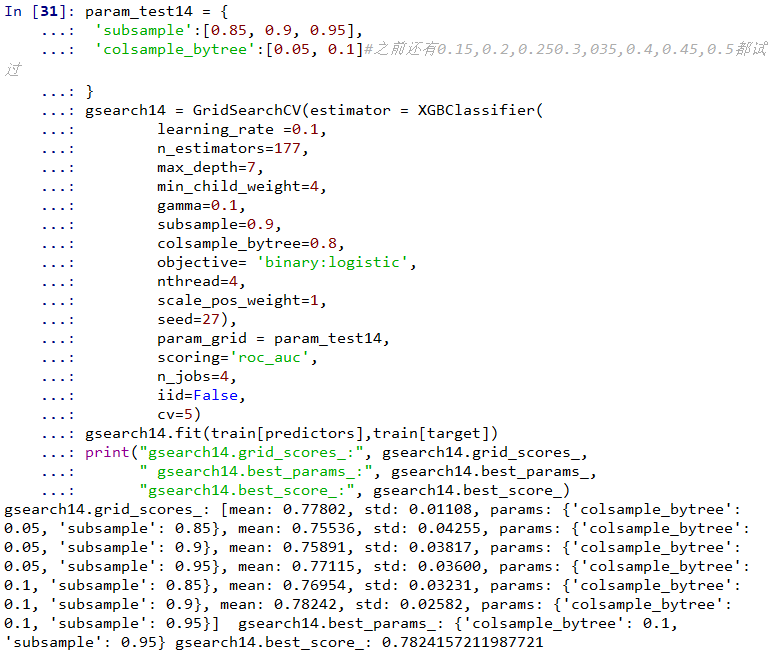 In [31]: param_test14 = {
    ...:  'subsample':[0.85, 0.9, 0.95],
    ...:  'colsample_bytree':[0.05, 0.1]#之前还有0.15,0.2,0.250.3,035,0.4,0.45,0.5都试
过
    ...: }
    ...: gsearch14 = GridSearchCV(estimator = XGBClassifier(
    ...:         learning_rate =0.1,
    ...:         n_estimators=177,
    ...:         max_depth=7,
    ...:         min_child_weight=4,
    ...:         gamma=0.1,
    ...:         subsample=0.9,
    ...:         colsample_bytree=0.8,
    ...:         objective= 'binary:logistic',
    ...:         nthread=4,
    ...:         scale_pos_weight=1,
    ...:         seed=27),
    ...:         param_grid = param_test14,
    ...:         scoring='roc_auc',
    ...:         n_jobs=4,
    ...:         iid=False,
    ...:         cv=5)
    ...: gsearch14.fit(train[predictors],train[target])
    ...: print("gsearch14.grid_scores_:", gsearch14.grid_scores_,
    ...:       " gsearch14.best_params_:", gsearch14.best_params_,
    ...:       "gsearch14.best_score_:", gsearch14.best_score_)
gsearch14.grid_scores_: [mean: 0.77802, std: 0.01108, params: {'colsample_bytree':
0.05, 'subsample': 0.85}, mean: 0.75536, std: 0.04255, params: {'colsample_bytree':
0.05, 'subsample': 0.9}, mean: 0.75891, std: 0.03817, params: {'colsample_bytree':
0.05, 'subsample': 0.95}, mean: 0.77115, std: 0.03600, params: {'colsample_bytree':
0.1, 'subsample': 0.85}, mean: 0.76954, std: 0.03231, params: {'colsample_bytree':
0.1, 'subsample': 0.9}, mean: 0.78242, std: 0.02582, params: {'colsample_bytree':
0.1, 'subsample': 0.95}]  gsearch14.best_params_: {'colsample_bytree': 0.1,
'subsample': 0.95} gsearch14.best_score_: 0.7824157211987721